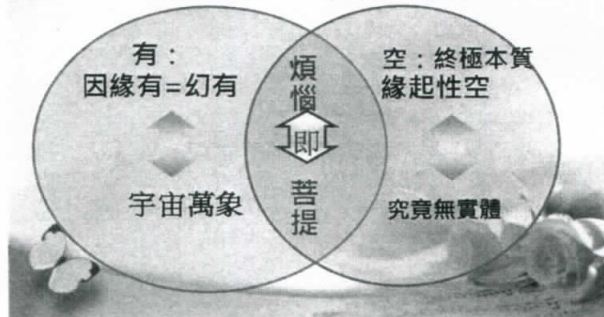 有：
因緣有=幻有
宇宙萬象
煩惱
即
菩提
空：終極本質
緣起性空
究竟無實體